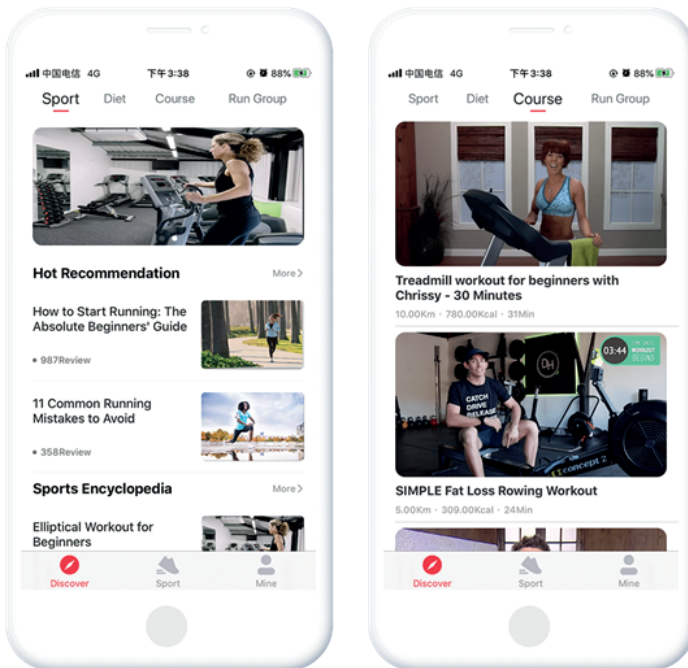 中国电信 4G 下午3:38 88%
Sport Diet Course Run Group
Hot Recommendation More >
How to Start Running: The
Absolute Beginners' Guide
• 987Review
11 Common Running
Mistakes to Avoid
• 358Review
Sports Encyclopedia More >
Elliptical Workout for
Beginners
Discover Sport Mine
中国电信 4G 下午3:38 88%
Sport Diet Course Run Group
Treadmill workout for beginners with
Chrissy - 30 Minutes
10.00Km · 780.00Kcal · 31Min
DH
CATCH
DRIVE
RELEASE
03:44
WORKOUT
BEGINS
concept 2
SIMPLE Fat Loss Rowing Workout
5.00Km · 309.00Kcal · 24Min
Discover Sport Mine